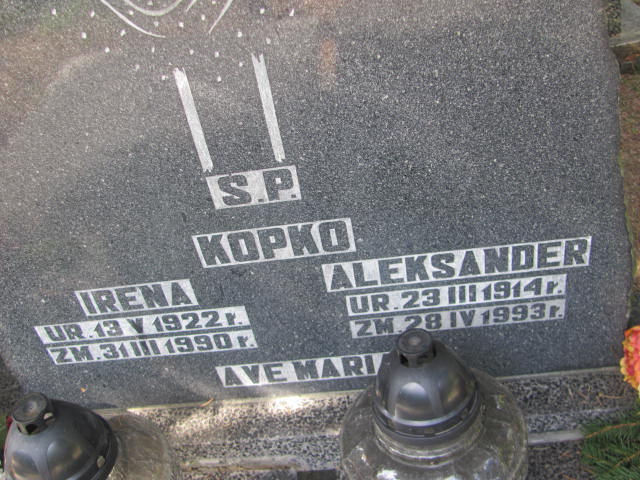 S.P.
KOPKO
IRENA
UR.13 V 1922 r.
ZM.31 III 1990 r.
ALEKSANDER
UR.23 III 1914 r.
ZM.28 IV 1993 r.
AVE MARIA